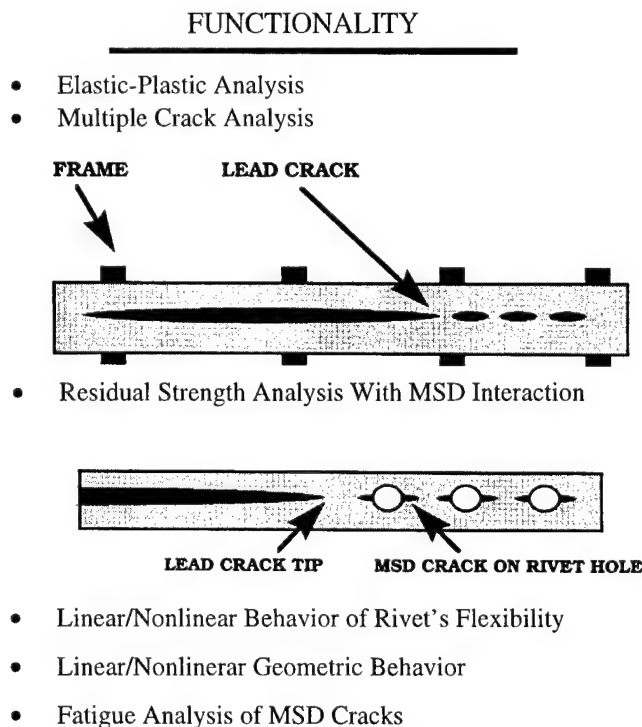 FUNCTIONALITY
• Elastic-Plastic Analysis
• Multiple Crack Analysis
FRAME LEAD CRACK
• Residual Strength Analysis With MSD Interaction
LEAD CRACK TIP MSD CRACK ON RIVET HOLE
• Linear/Nonlinear Behavior of Rivet's Flexibility
• Linear/Nonlinerar Geometric Behavior
• Fatigue Analysis of MSD Cracks